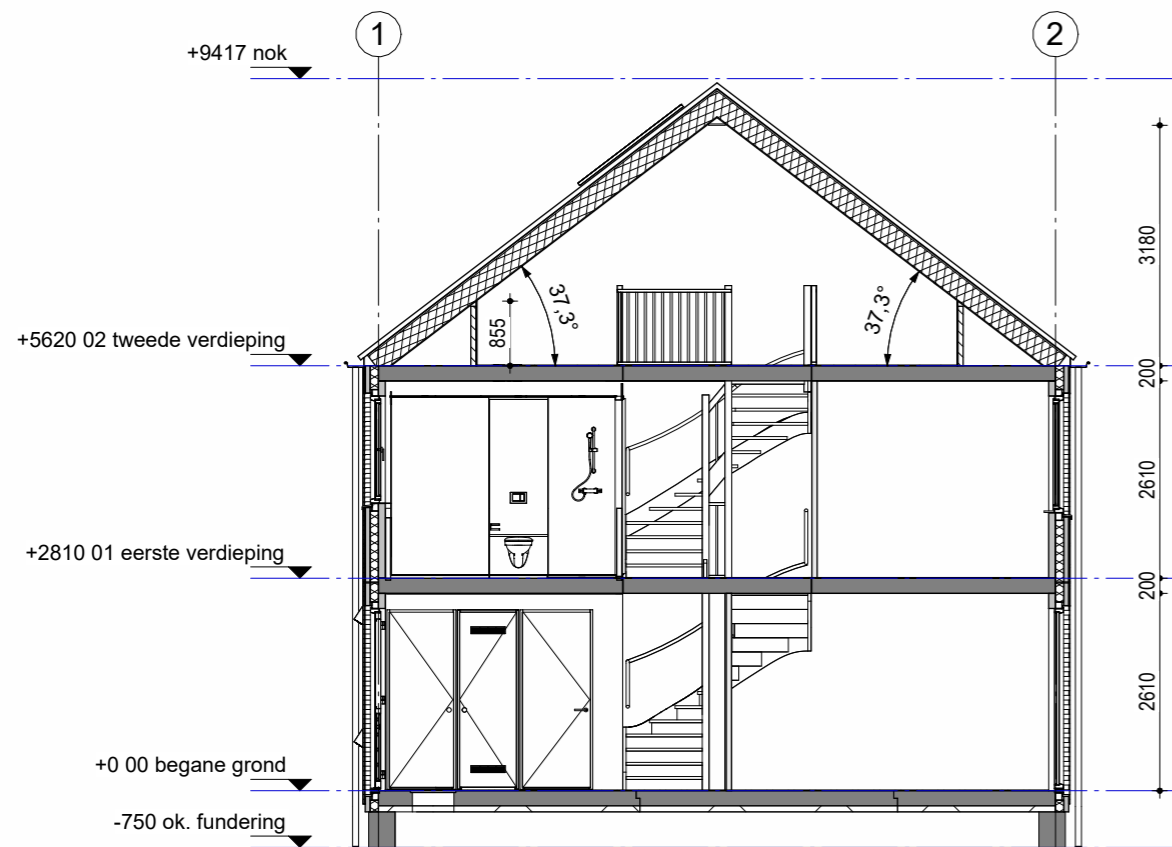 1
2
+9417 nok
3180
37,3°
37,3°
855
+5620 02 tweede verdieping
200
2610
+2810 01 eerste verdieping
200
2610
+0 00 begane grond
-750 ok. fundering